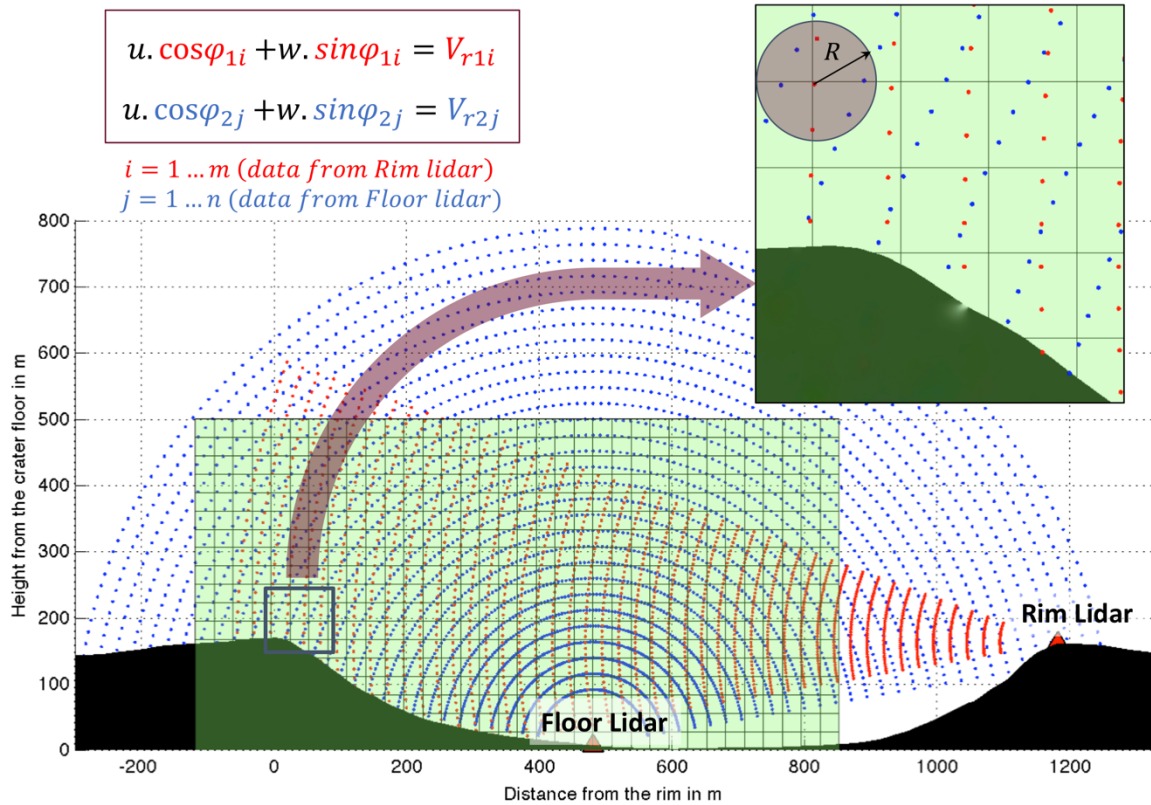 u. cosφ₁ᵢ +w. sinφ₁ᵢ = Vᵣ₁ᵢ
u. cosφ₂ⱼ +w. sinφ₂ⱼ = Vᵣ₂ⱼ
i = 1 … m (data from Rim lidar)
j = 1 … n (data from Floor lidar)
R
800
700
600
500
400
300
200
100
0
Height from the crater floor in m
Rim Lidar
Floor Lidar
-200 0 200 400 600 800 1000 1200
Distance from the rim in m